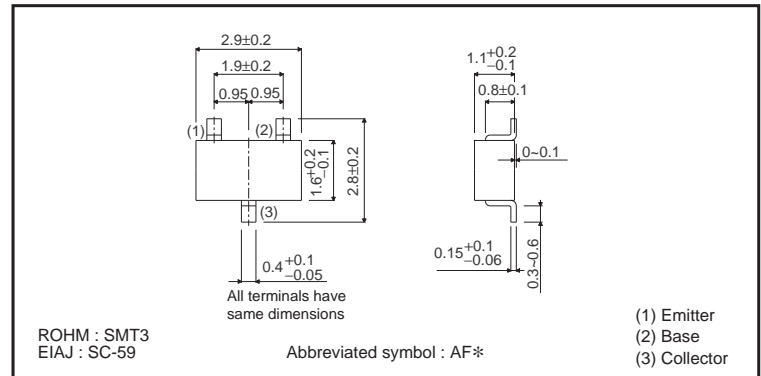 2.9±0.2
1.9±0.2
0.95 0.95
(1)
(2)
(3)
1.6+0.2−0.1
2.8±0.2
0.4+0.1−0.05
All terminals have
same dimensions
1.1+0.2−0.1
0.8±0.1
0~0.1
0.15+0.1−0.06
0.3~0.6
ROHM : SMT3
EIAJ : SC-59
Abbreviated symbol : AF*
(1) Emitter
(2) Base
(3) Collector